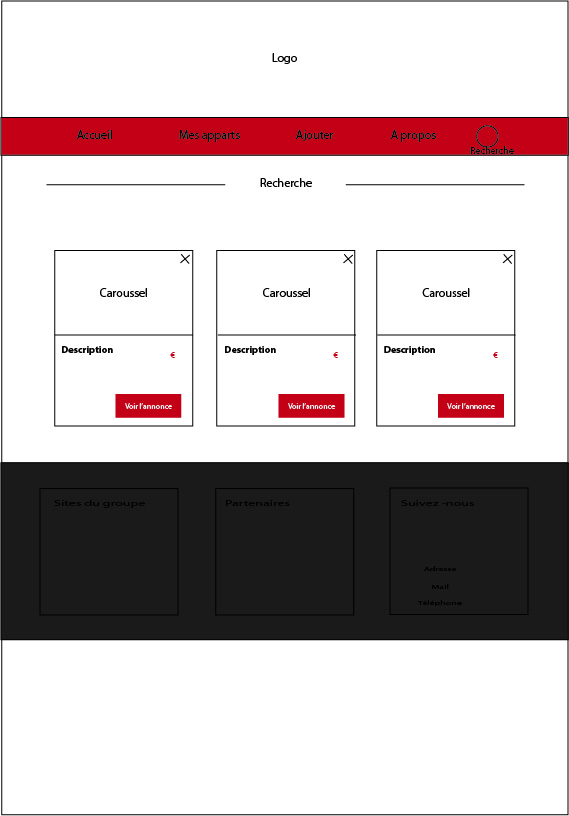 Logo
Accueil Mes apparts Ajouter A propos
Recherche
Recherche
Caroussel Caroussel Caroussel
Description € Description € Description €
Voir l'annonce Voir l'annonce Voir l'annonce
Sites du groupe Partenaires Suivez -nous
Adresse
Mail
Téléphone